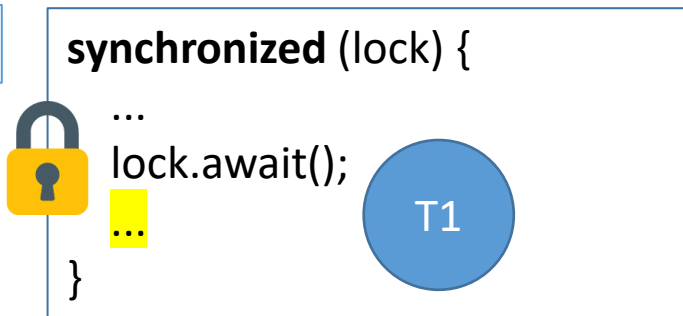 synchronized (lock) {
...
lock.await();
...
T1
}